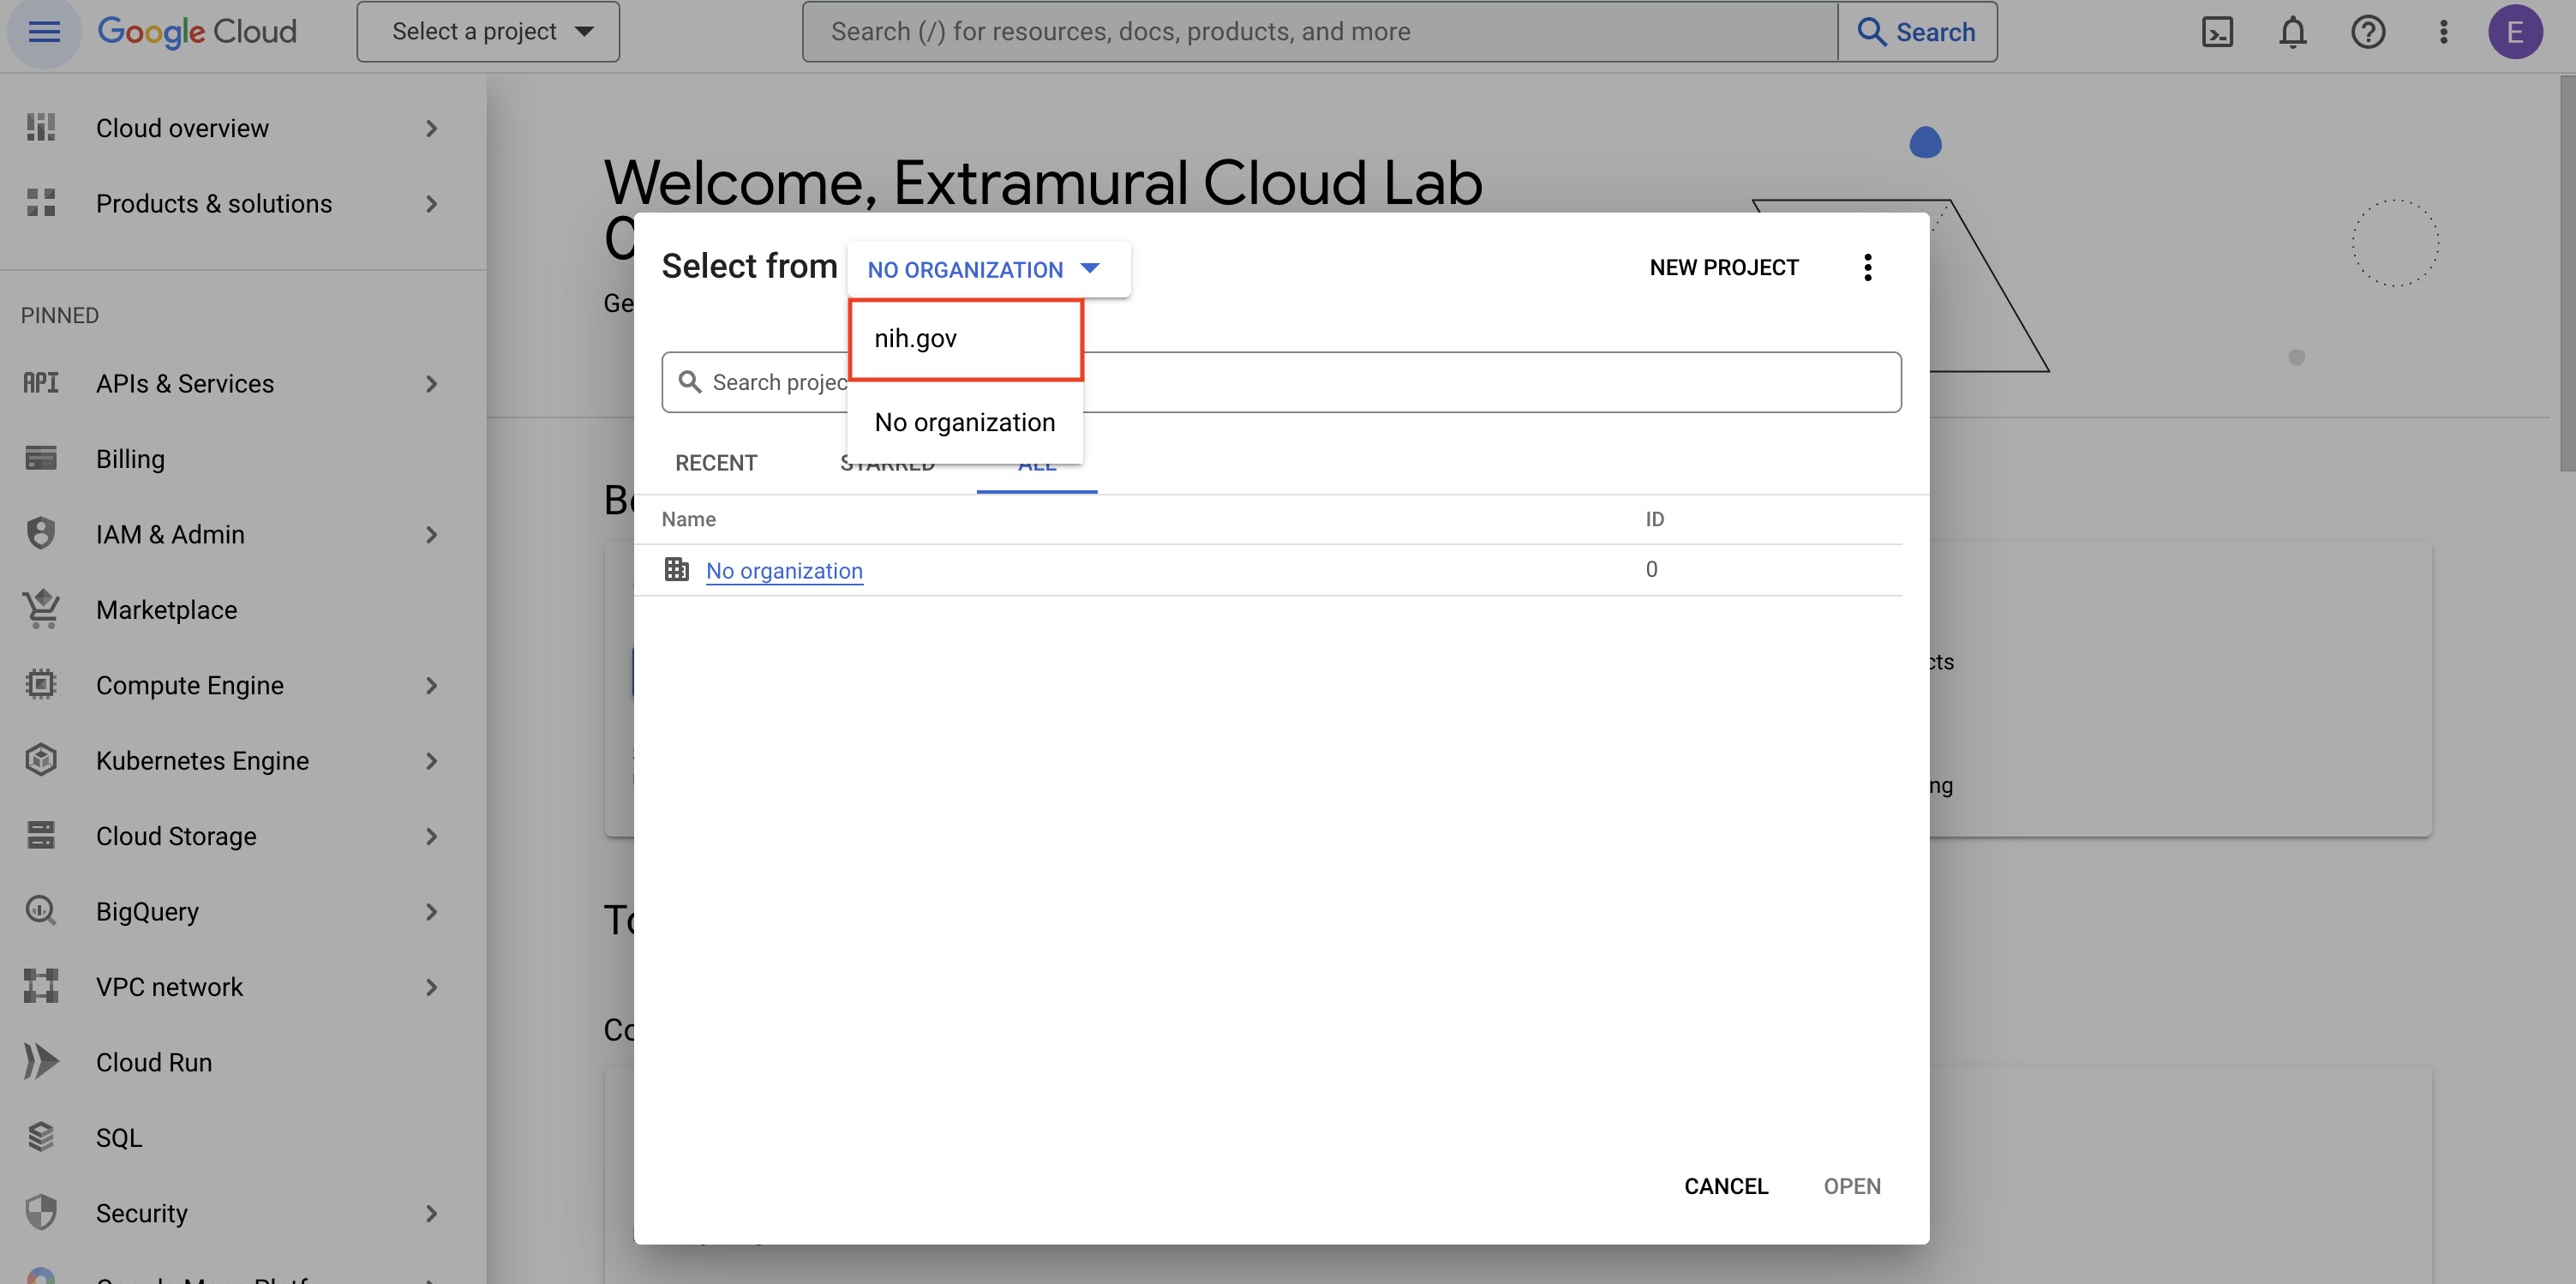 Google Cloud
Select a project
Search (/) for resources, docs, products, and more
Search
E
Cloud overview
Products & solutions
PINNED
API APIs & Services
Billing
IAM & Admin
Marketplace
Compute Engine
Kubernetes Engine
Cloud Storage
BigQuery
VPC network
Cloud Run
SQL
Security
Welcome, Extramural Cloud Lab
Ge
Select from
NO ORGANIZATION
NEW PROJECT
nih.gov
No organization
Search projec
RECENT
STARRED
ALL
Name
ID
No organization
0
CANCEL
OPEN
cts
ng
To
Co